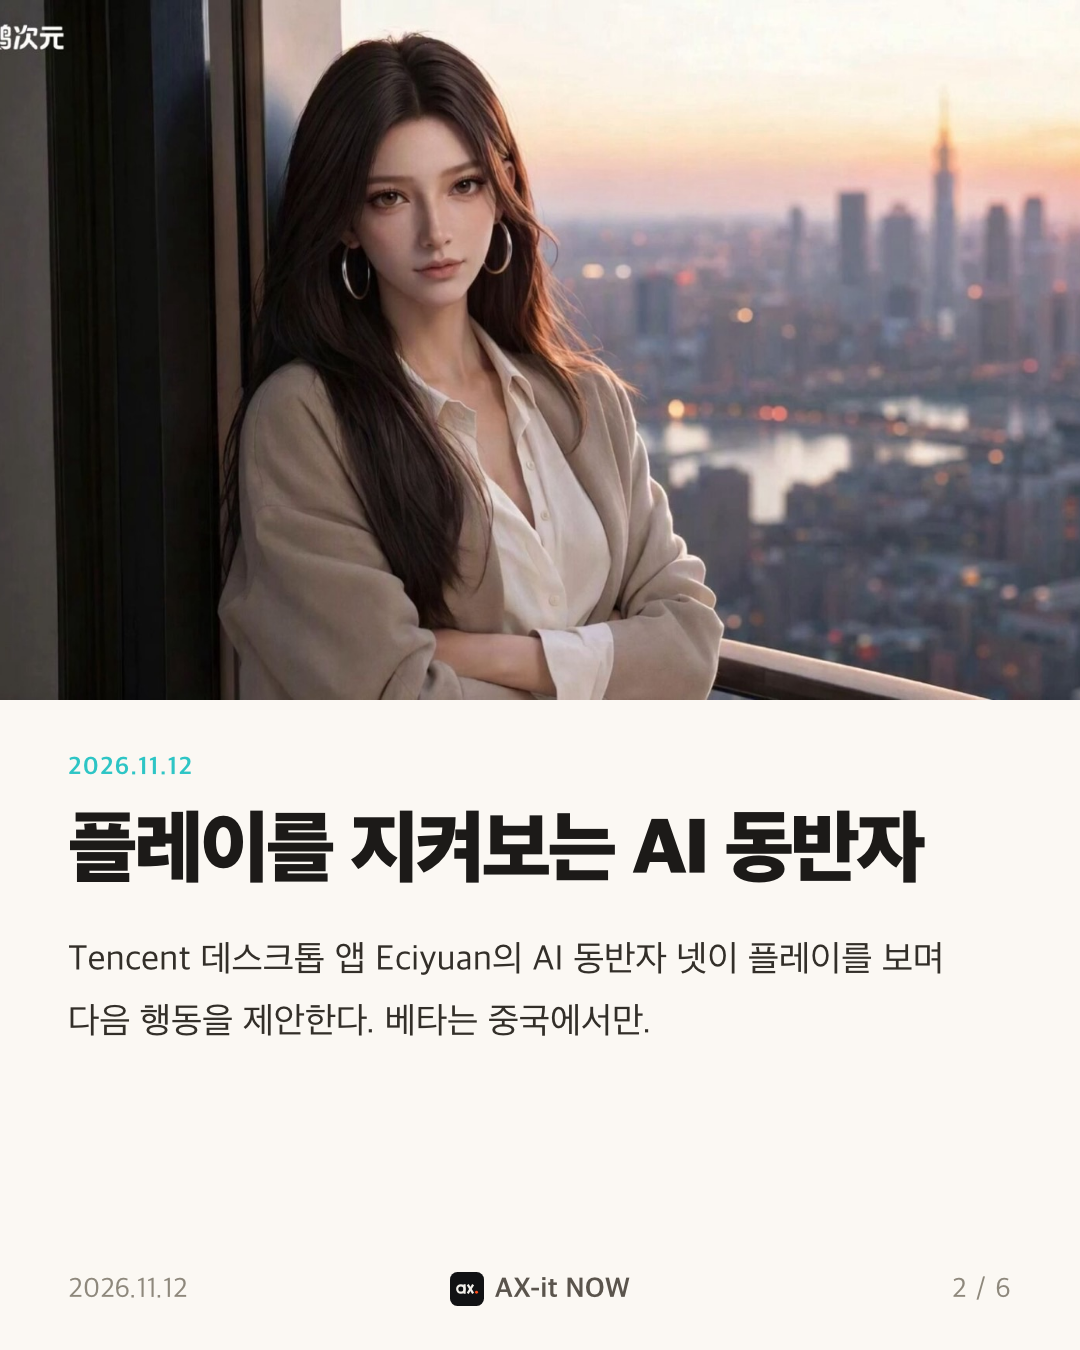 鹅次元
2026.11.12
플레이를 지켜보는 AI 동반자
Tencent 데스크톱 앱 Eciyuan의 AI 동반자 넷이 플레이를 보며
다음 행동을 제안한다. 베타는 중국에서만.
2026.11.12
ax. AX-it NOW
2 / 6